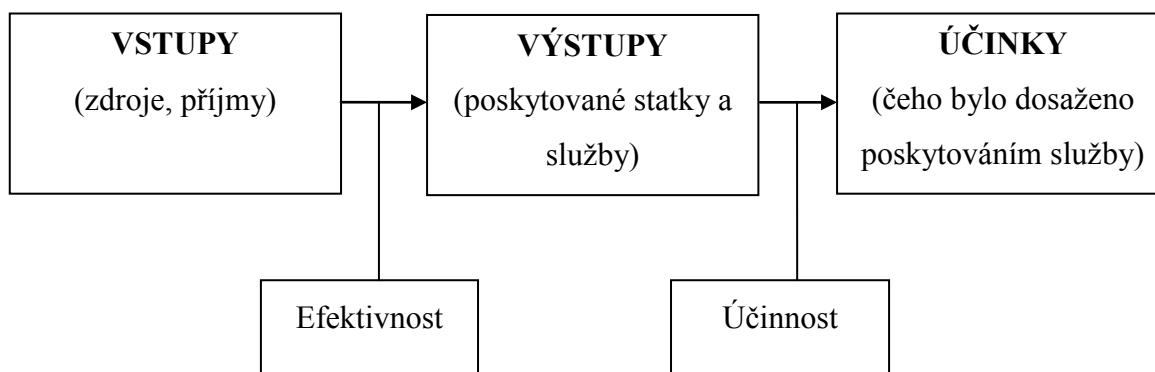 VSTUPY
(zdroje, příjmy)
VÝSTUPY
(poskytované statky a
služby)
ÚČINKY
(čeho bylo dosaženo
poskytováním služby)
Efektivnost
Účinnost